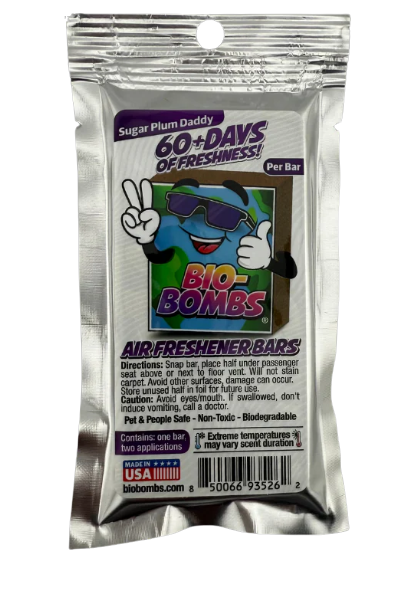 Sugar Plum Daddy
60+DAYS
OF FRESHNESS!
Per Bar
BIO-
BOMBS®
AIR FRESHENER BARS
Directions: Snap bar, place half under passenger
seat above or next to floor vent. Will not stain
carpet. Avoid other surfaces, damage can occur.
Store unused half in foil for future use.
Caution: Avoid eyes/mouth. If swallowed, don't
induce vomiting, call a doctor.
Pet & People Safe - Non-Toxic - Biodegradable
Contains: one bar,
two applications
Extreme temperatures
may vary scent duration
MADE IN
USA
biobombs.com
8 50066 93526 2